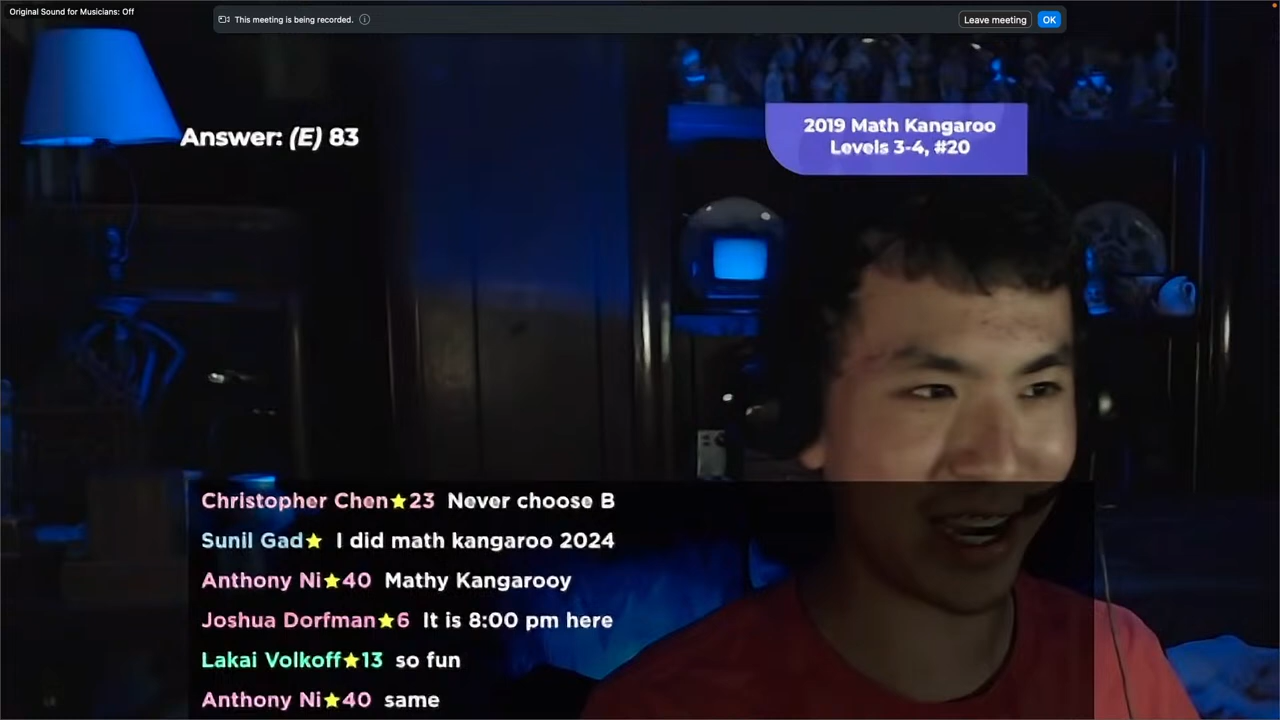 Original Sound for Musicians: Off
This meeting is being recorded.
Leave meeting
OK
Answer: (E) 83
2019 Math Kangaroo
Levels 3-4, #20
Christopher Chen⭐23 Never choose B
Sunil Gad⭐ I did math kangaroo 2024
Anthony Ni⭐40 Mathy Kangarooy
Joshua Dorfman⭐6 It is 8:00 pm here
Lakai Volkoff⭐13 so fun
Anthony Ni⭐40 same